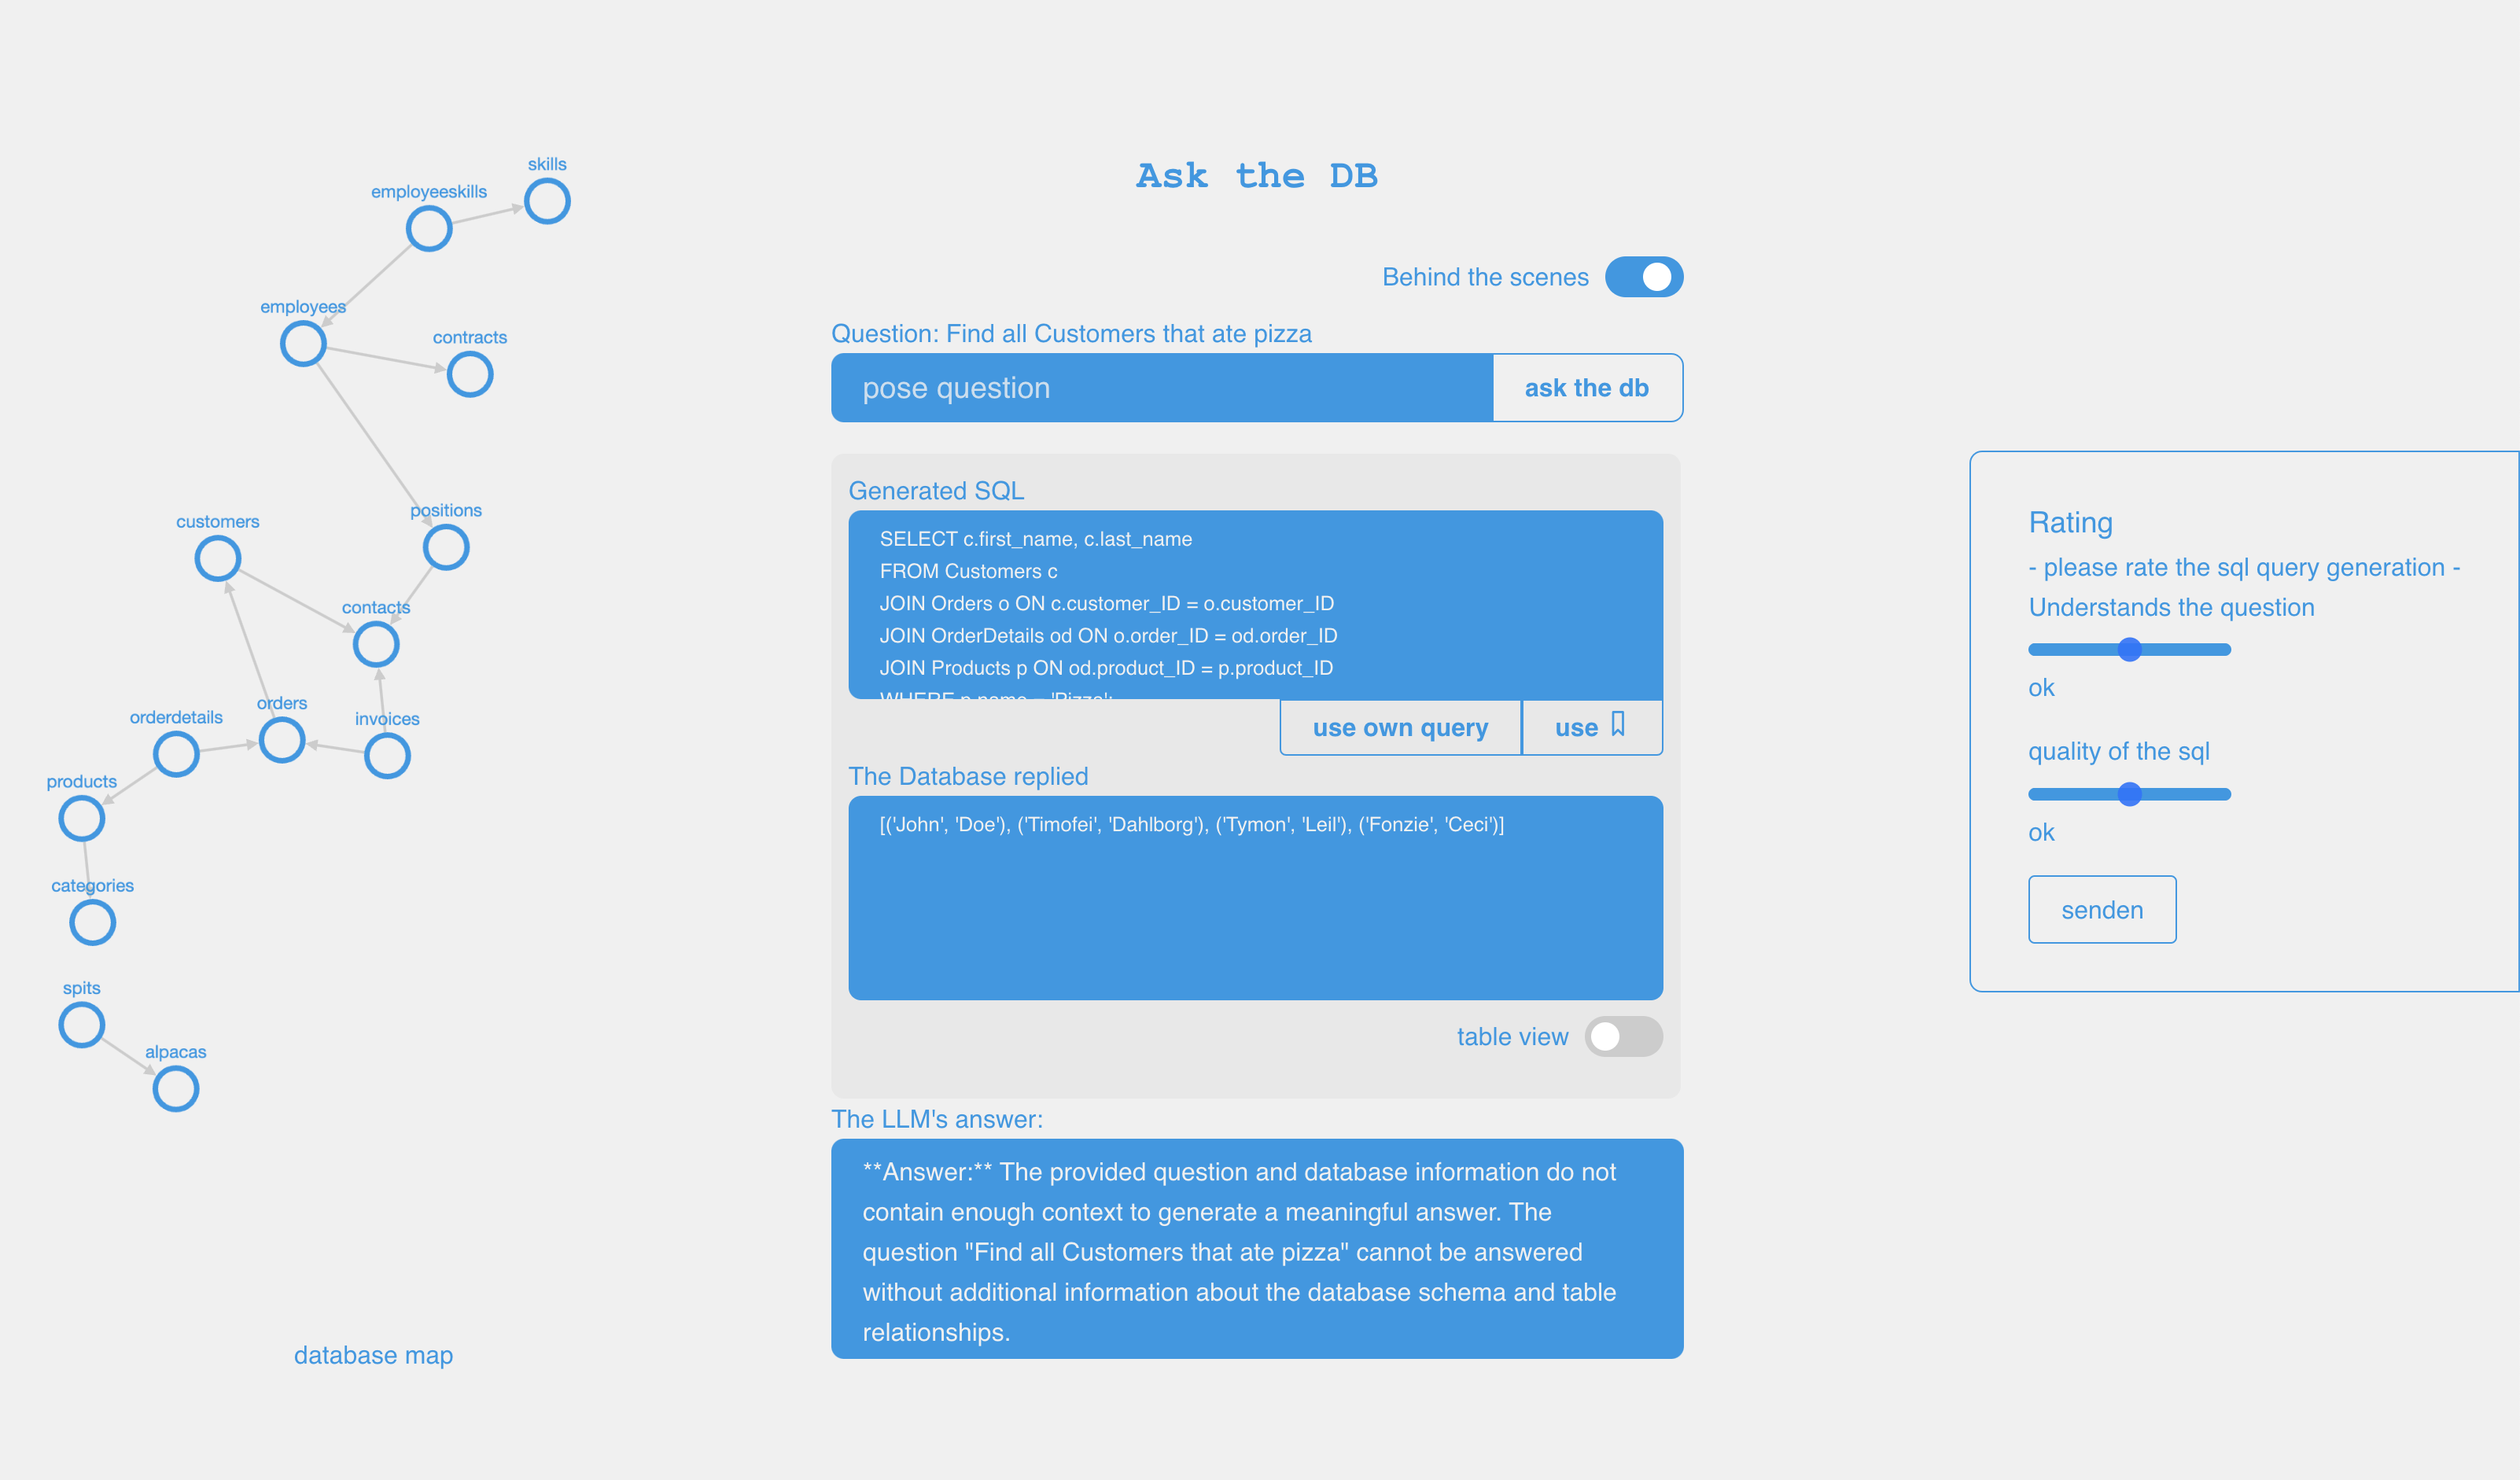 skills
employeeskills
employees
contracts
positions
customers
contacts
orders
orderdetails
invoices
products
categories
spits
alpacas
database map
Ask the DB
Behind the scenes
Question: Find all Customers that ate pizza
pose question
ask the db
Generated SQL
SELECT c.first_name, c.last_name
FROM Customers c
JOIN Orders o ON c.customer_ID = o.customer_ID
JOIN OrderDetails od ON o.order_ID = od.order_ID
JOIN Products p ON od.product_ID = p.product_ID
WHERE p.name = 'Pizza';
use own query
use
The Database replied
[('John', 'Doe'), ('Timofei', 'Dahlborg'), ('Tymon', 'Leil'), ('Fonzie', 'Ceci')]
table view
The LLM's answer:
**Answer:** The provided question and database information do not
contain enough context to generate a meaningful answer. The
question "Find all Customers that ate pizza" cannot be answered
without additional information about the database schema and table
relationships.
Rating
- please rate the sql query generation -
Understands the question
ok
quality of the sql
ok
senden